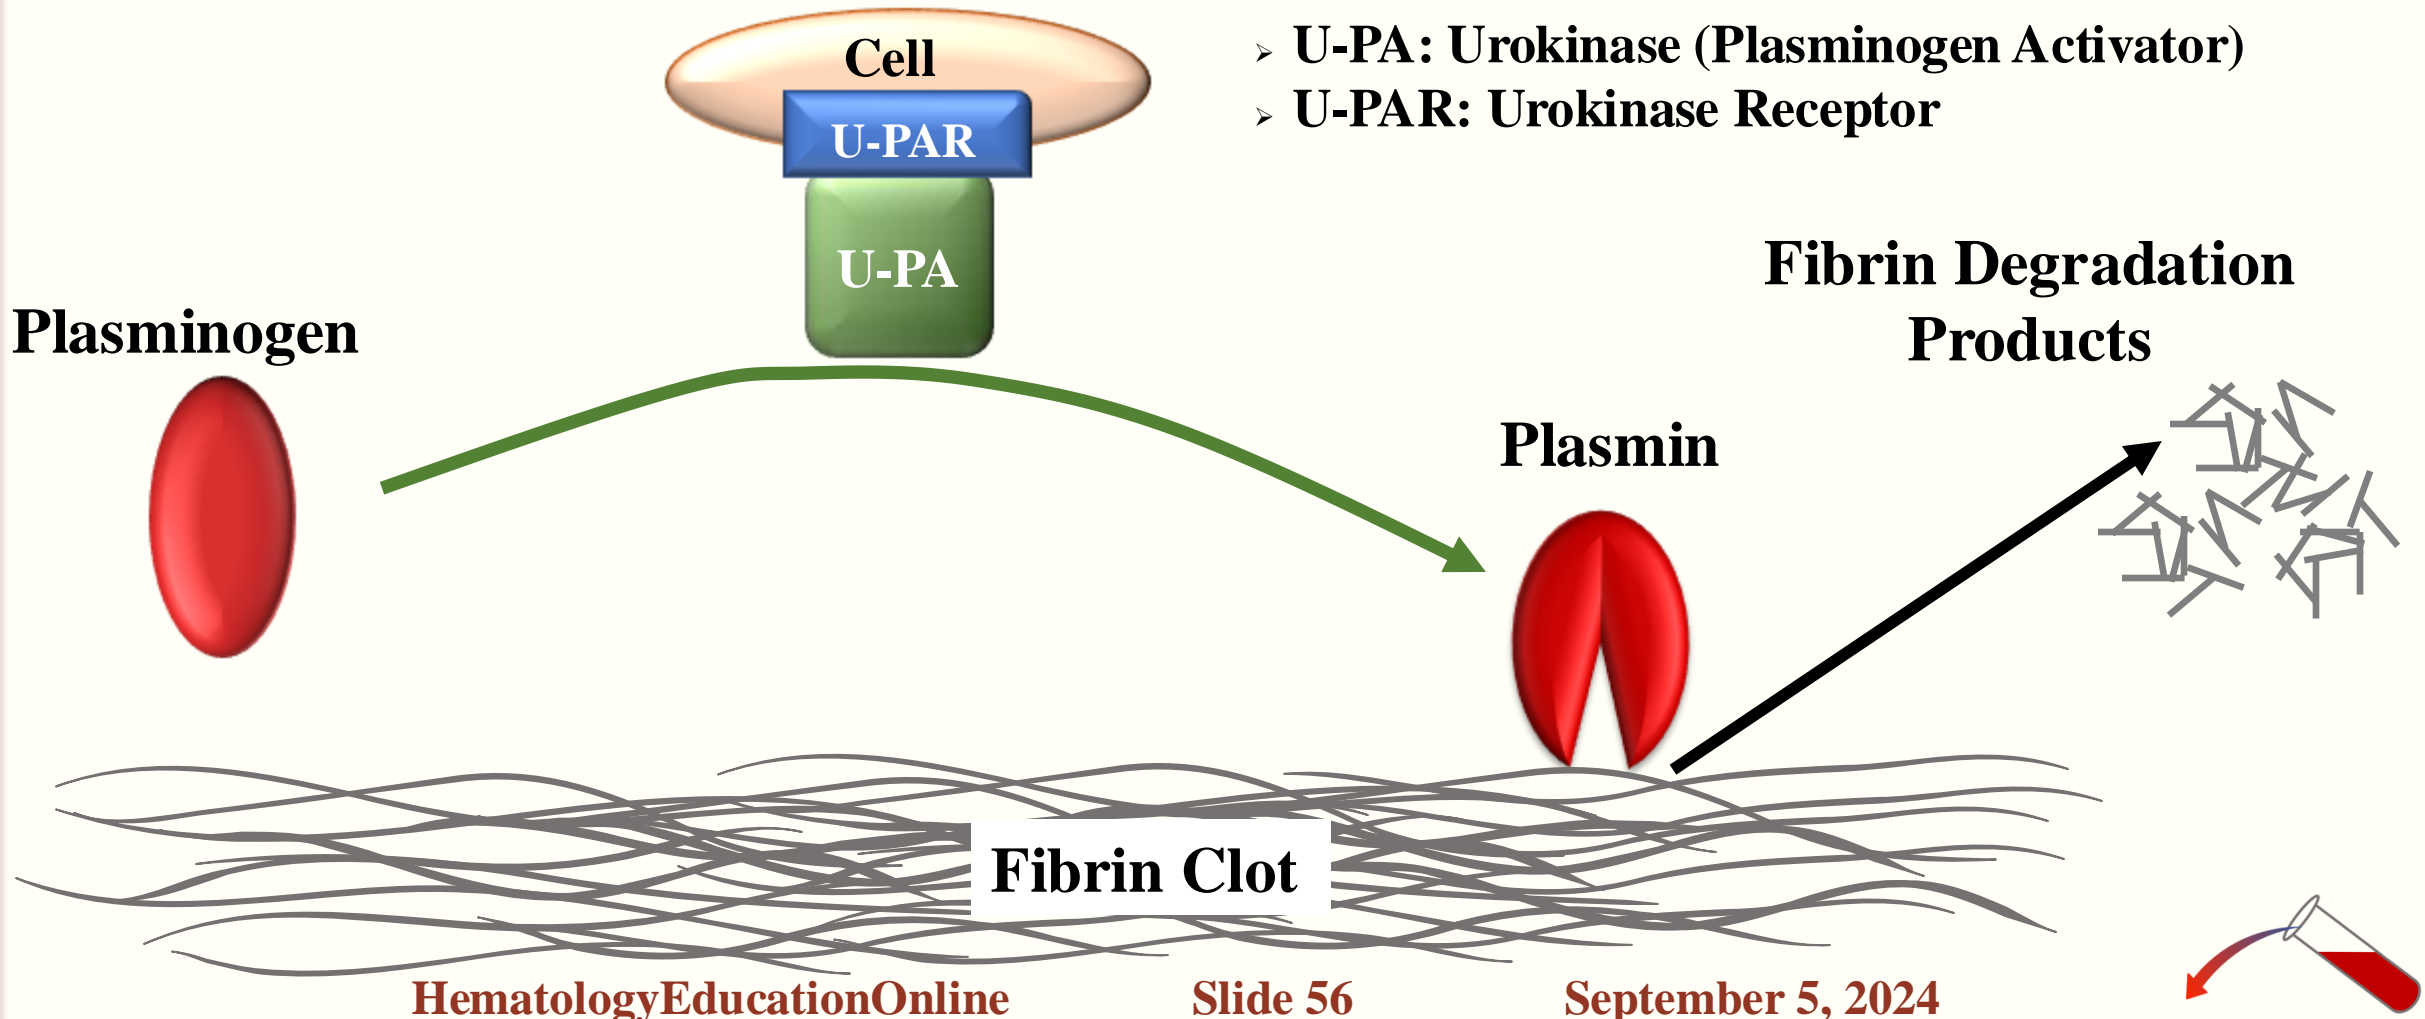 Cell
U-PAR
U-PA
➢ U-PA: Urokinase (Plasminogen Activator)
➢ U-PAR: Urokinase Receptor
Fibrin Degradation
Products
Plasminogen
Plasmin
Fibrin Clot
HematologyEducationOnline Slide 56 September 5, 2024